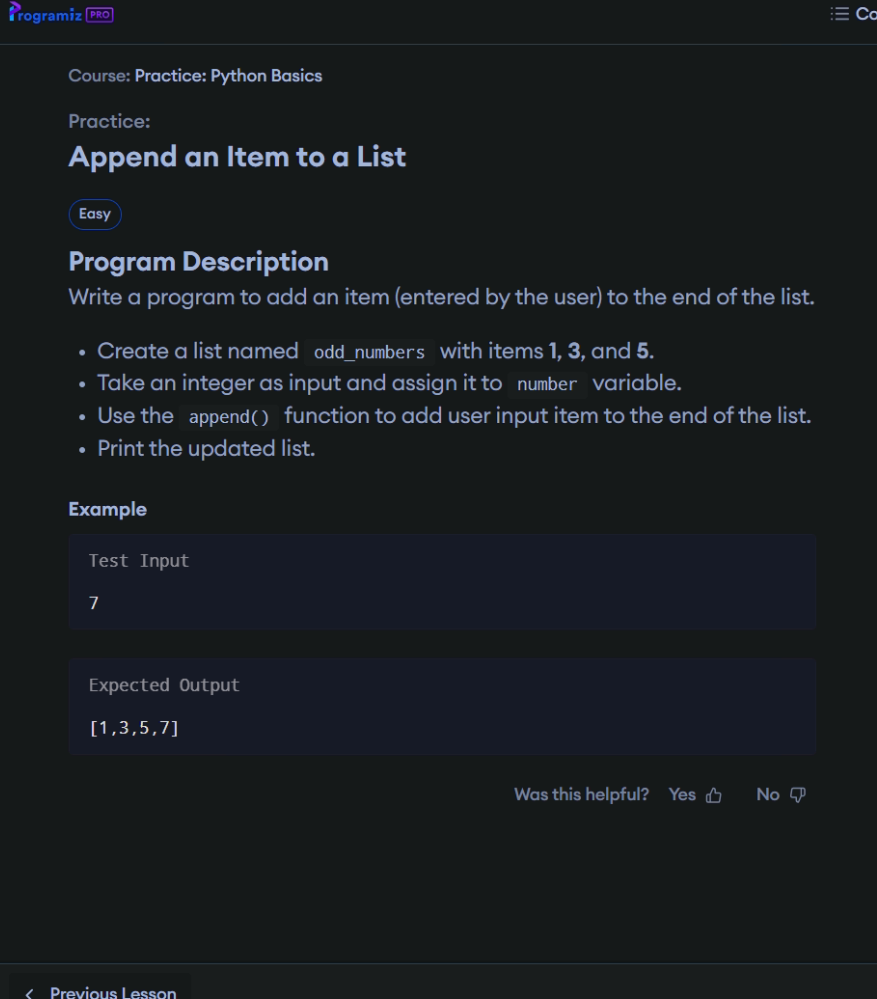 Programiz PRO
Co
Course: Practice: Python Basics
Practice:
Append an Item to a List
Easy
Program Description
Write a program to add an item (entered by the user) to the end of the list.
• Create a list named odd_numbers with items 1, 3, and 5.
• Take an integer as input and assign it to number variable.
• Use the append() function to add user input item to the end of the list.
• Print the updated list.
Example
Test Input
7
Expected Output
[1,3,5,7]
Was this helpful? Yes No
Previous Lesson